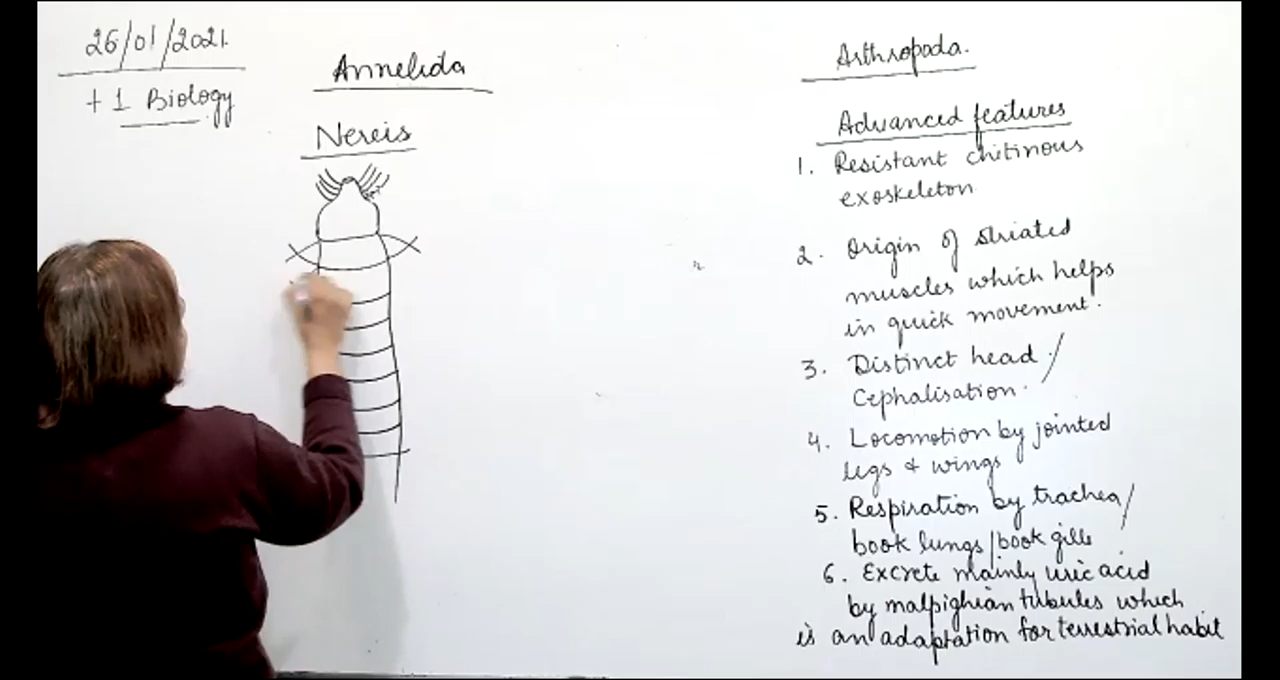 26/01/2021
+1 Biology
Annelida
Nereis
Arthropoda.
Advanced features
1. Resistant chitinous
exoskeleton
2. Origin of striated
muscles which helps
in quick movement.
3. Distinct head /
Cephalisation.
4. Locomotion by jointed
legs & wings
5. Respiration by trachea/
book lungs/book gills
6. Excrete mainly uric acid
by malpighian tubules which
is an adaptation for terrestrial habit